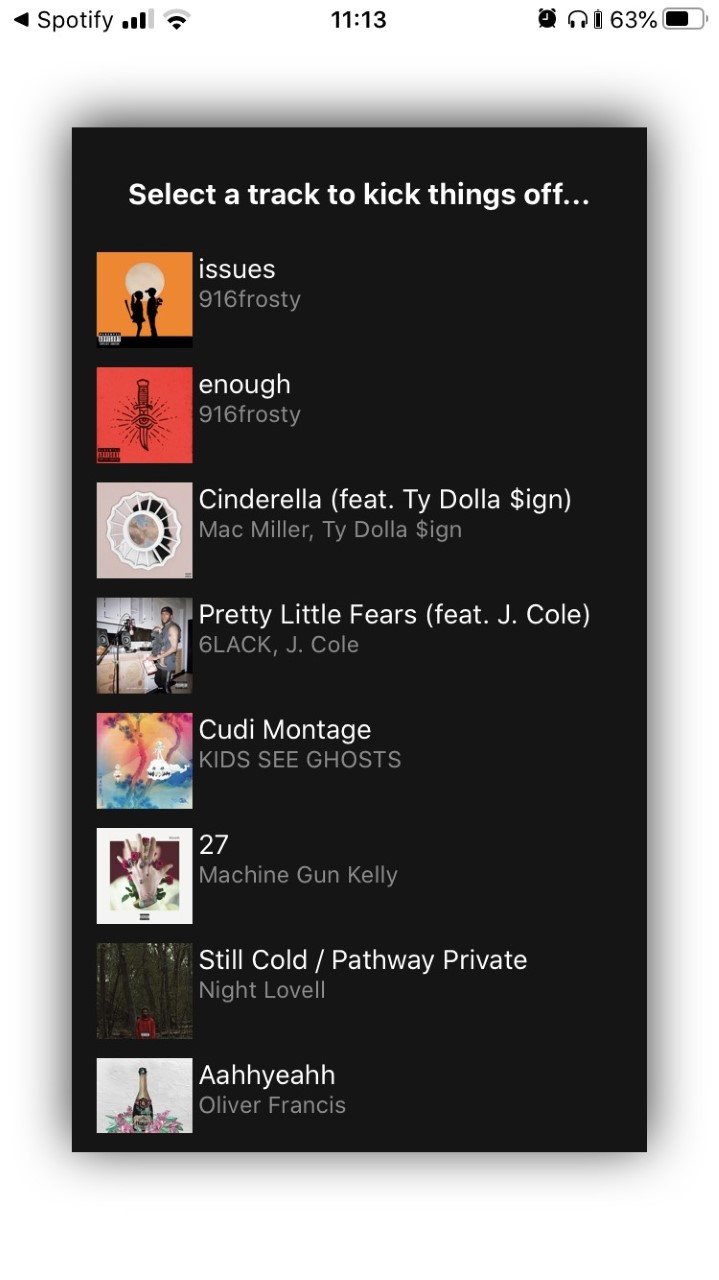 Spotify 11:13 63%
Select a track to kick things off...
issues
916frosty
enough
916frosty
Cinderella (feat. Ty Dolla $ign)
Mac Miller, Ty Dolla $ign
Pretty Little Fears (feat. J. Cole)
6LACK, J. Cole
Cudi Montage
KIDS SEE GHOSTS
27
Machine Gun Kelly
Still Cold / Pathway Private
Night Lovell
Aahhyeahh
Oliver Francis